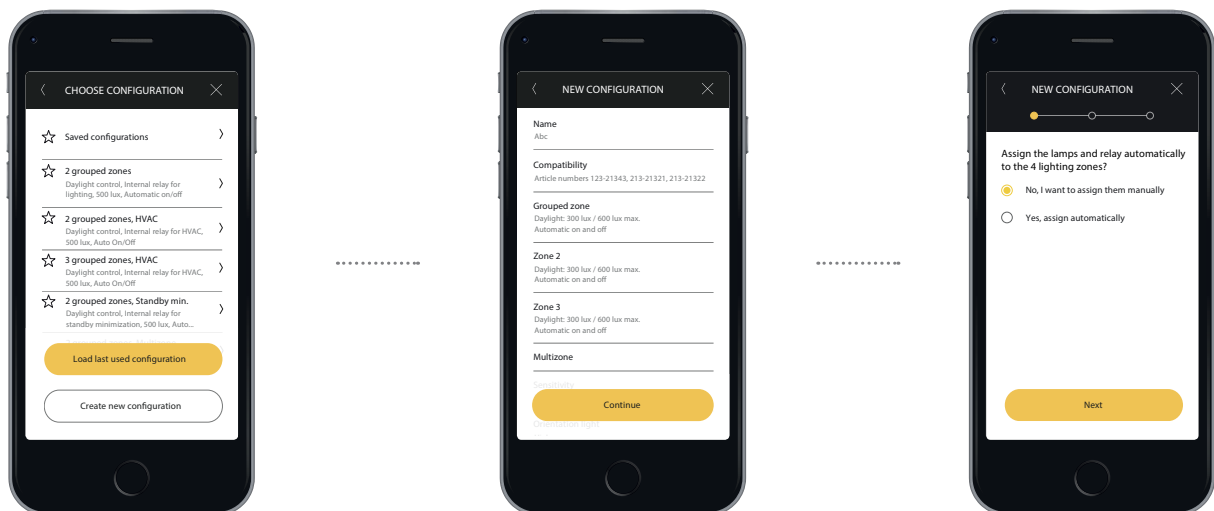 CHOOSE CONFIGURATION
Saved configurations
2 grouped zones
Daylight control, Internal relay for
lighting, 500 lux, Automatic on/off
2 grouped zones, HVAC
Daylight control, Internal relay for HVAC,
500 lux, Auto On/Off
3 grouped zones, HVAC
Daylight control, Internal relay for HVAC,
500 lux, Auto On/Off
2 grouped zones, Standby min.
Daylight control, Internal relay for
standby minimization, 500 lux, Auto...
Load last used configuration
Create new configuration
NEW CONFIGURATION
Name
Abc
Compatibility
Article numbers 123-21343, 213-21321, 213-21322
Grouped zone
Daylight: 300 lux / 600 lux max.
Automatic on and off
Zone 2
Daylight: 300 lux / 600 lux max.
Automatic on and off
Zone 3
Daylight: 300 lux / 600 lux max.
Automatic on and off
Multizone
Sensitivity
Continue
Orientation light
NEW CONFIGURATION
Assign the lamps and relay automatically
to the 4 lighting zones?
No, I want to assign them manually
Yes, assign automatically
Next